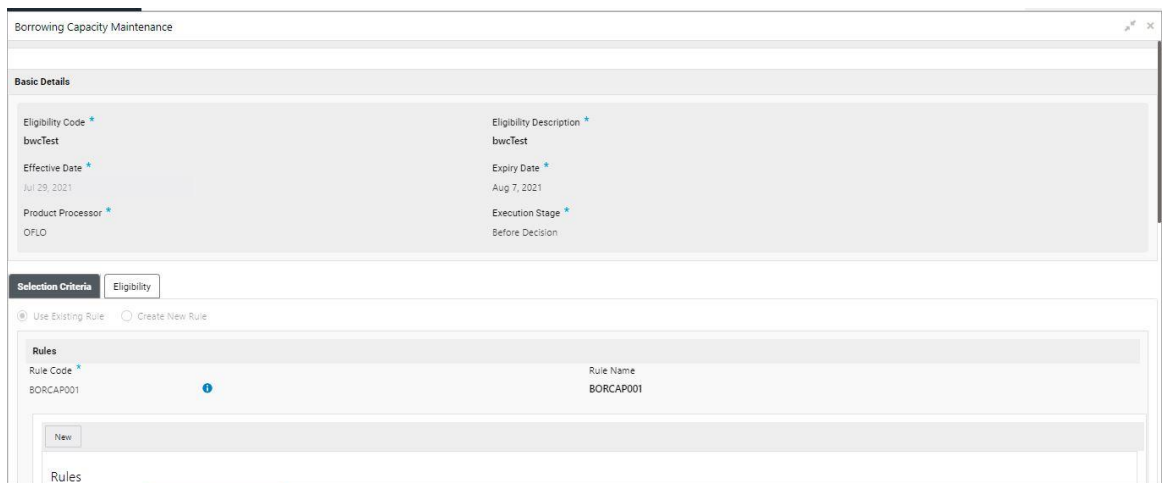 Borrowing Capacity Maintenance
Basic Details
Eligibility Code *
Eligibility Description *
bwcTest
bwcTest
Effective Date *
Expiry Date *
Jul 29, 2021
Aug 7, 2021
Product Processor *
Execution Stage *
OFLO
Before Decision
Selection Criteria
Eligibility
Use Existing Rule
Create New Rule
Rules
Rule Code *
Rule Name
BORCAP001
BORCAP001
New
Rules